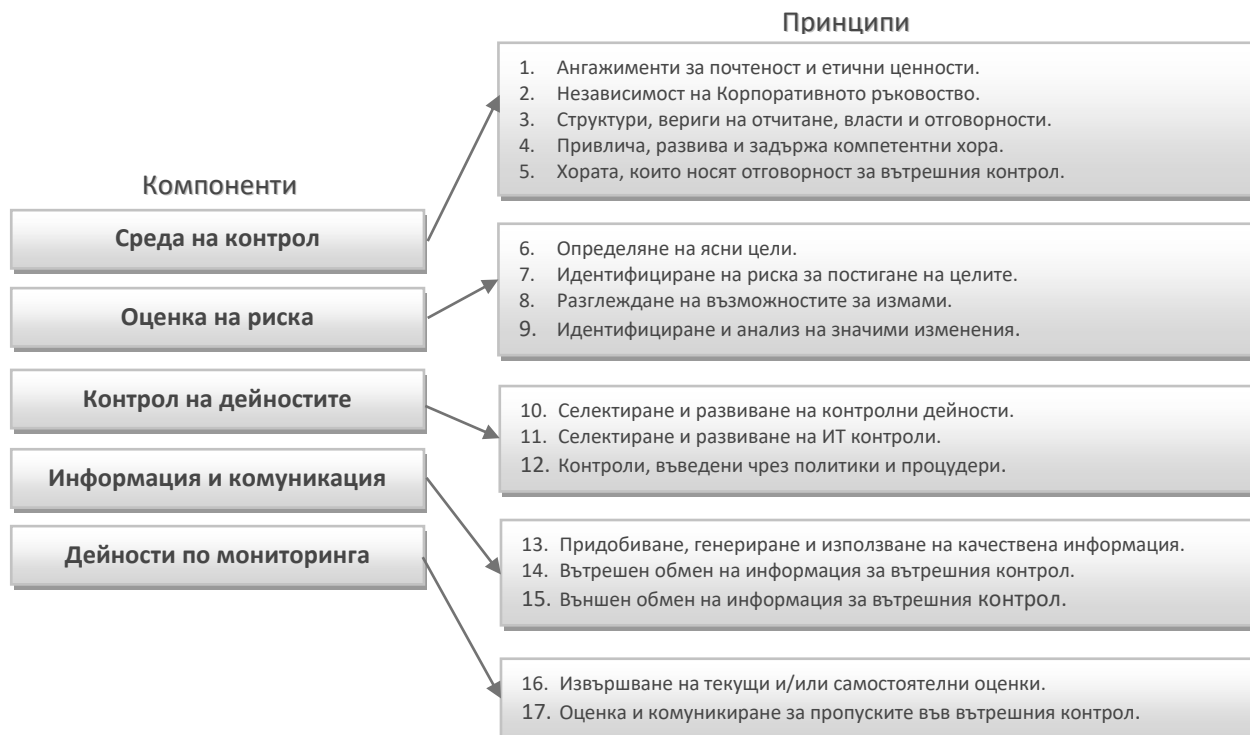 Принципи
1. Ангажименти за почтеност и етични ценности.
2. Независимост на Корпоративното ръковоство.
3. Структури, вериги на отчитане, власти и отговорности.
4. Привлича, развива и задържа компетентни хора.
5. Хората, които носят отговорност за вътрешния контрол.
Компоненти
Среда на контрол
Оценка на риска
Контрол на дейностите
Информация и комуникация
Дейности по мониторинга
6. Определяне на ясни цели.
7. Идентифициране на риска за постигане на целите.
8. Разглеждане на възможностите за измами.
9. Идентифициране и анализ на значими изменения.
10. Селектиране и развиване на контролни дейности.
11. Селектиране и развиване на ИТ контроли.
12. Контроли, въведени чрез политики и процудери.
13. Придобиване, генериране и използване на качествена информация.
14. Вътрешен обмен на информация за вътрешния контрол.
15. Външен обмен на информация за вътрешния контрол.
16. Извършване на текущи и/или самостоятелни оценки.
17. Оценка и комуникиране за пропуските във вътрешния контрол.